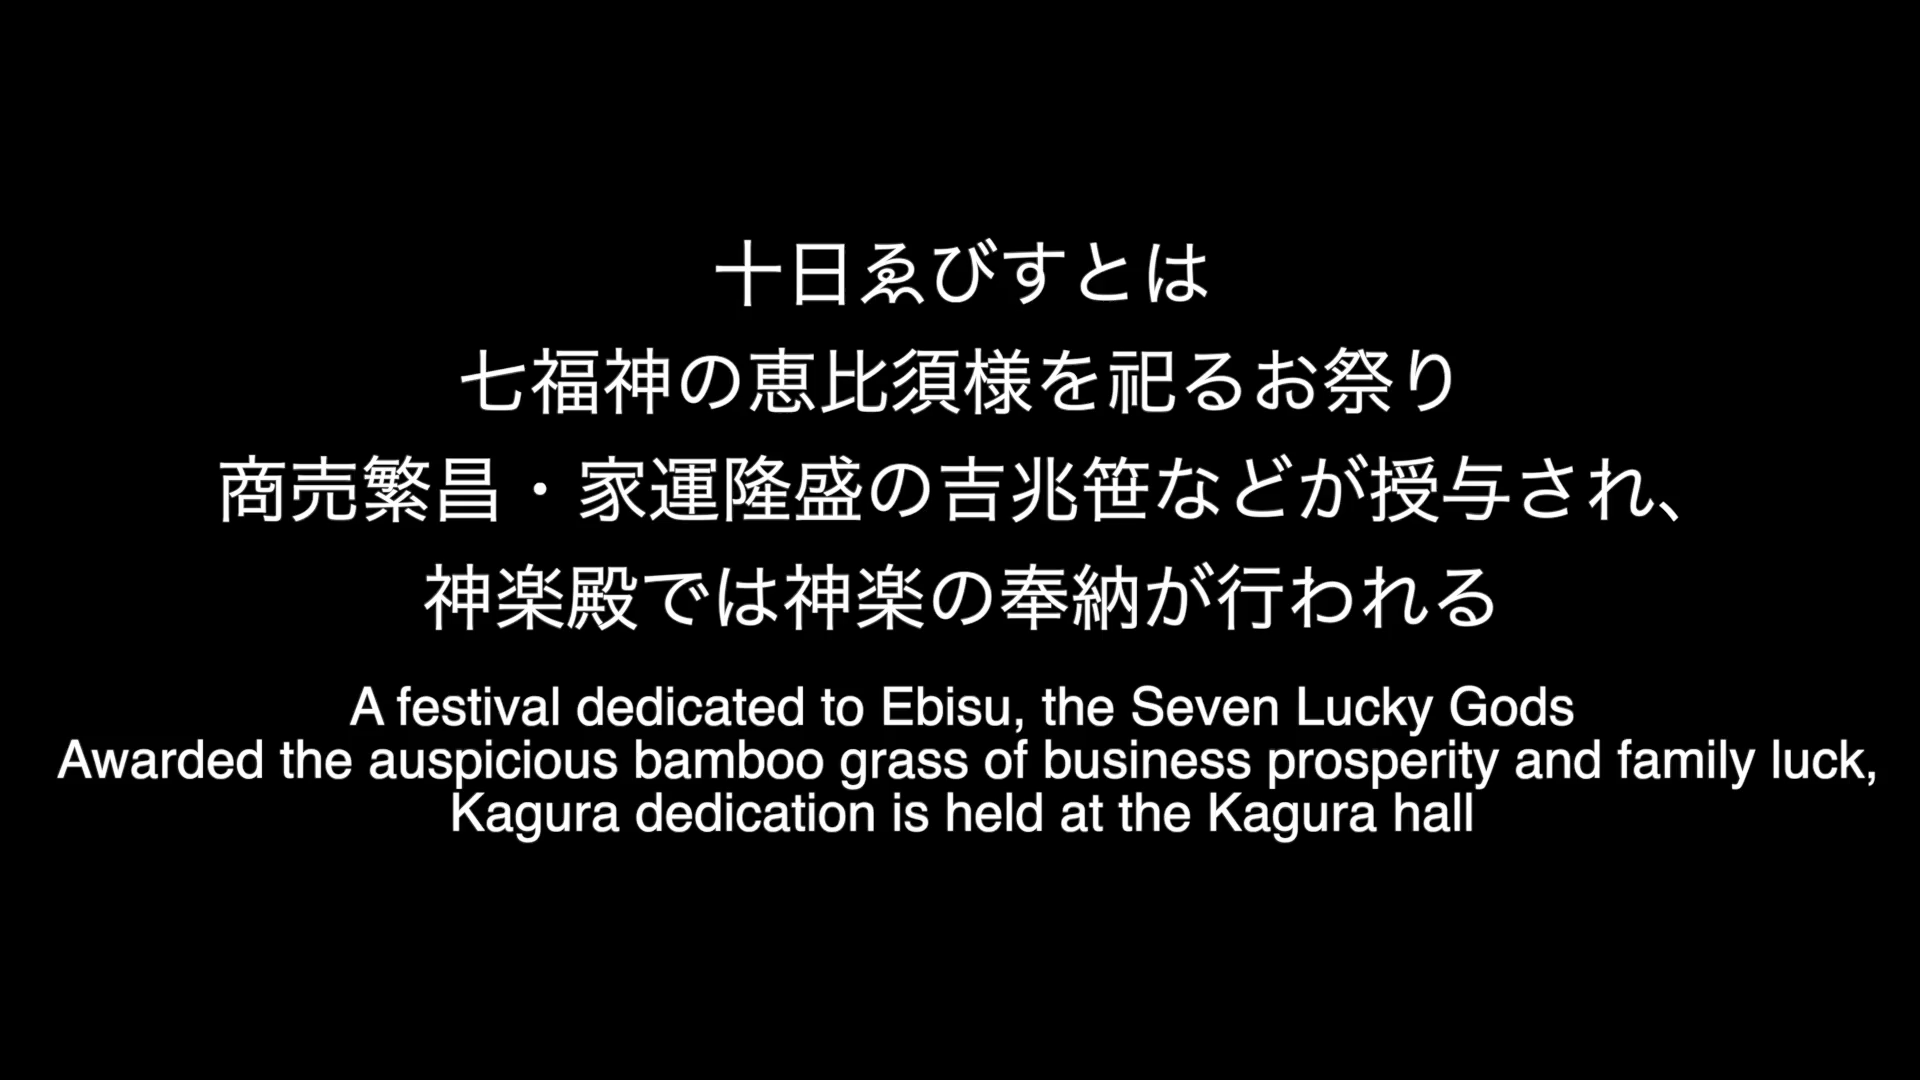 十日ゑびすとは
七福神の恵比須様を祀るお祭り
商売繁昌・家運隆盛の吉兆笹などが授与され、
神楽殿では神楽の奉納が行われる
A festival dedicated to Ebisu, the Seven Lucky Gods
Awarded the auspicious bamboo grass of business prosperity and family luck,
Kagura dedication is held at the Kagura hall